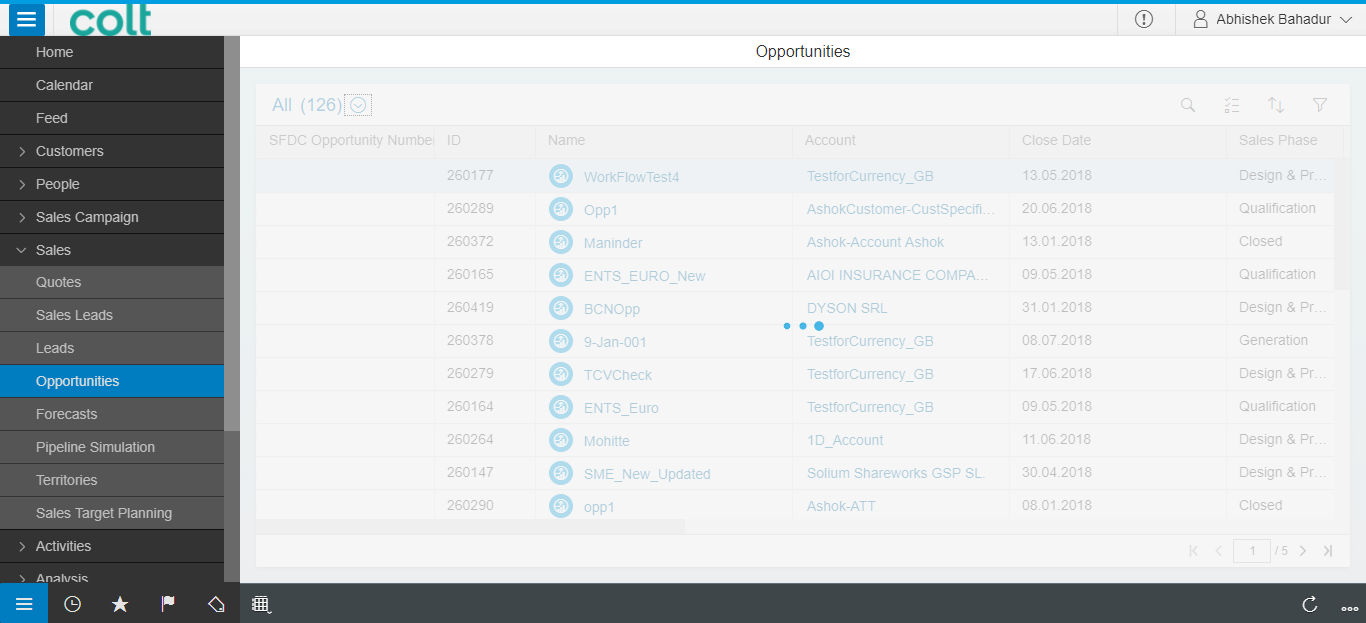 colt
Abhishek Bahadur
Home
Calendar
Feed
Customers
People
Sales Campaign
Sales
Quotes
Sales Leads
Leads
Opportunities
Forecasts
Pipeline Simulation
Territories
Sales Target Planning
Activities
Analysis
Opportunities
All (126)
SFDC Opportunity Number ID Name Account Close Date Sales Phase
260177 WorkFlowTest4 TestforCurrency_GB 13.05.2018 Design & Pr...
260289 Opp1 AshokCustomer-CustSpecifi... 20.06.2018 Qualification
260372 Maninder Ashok-Account Ashok 13.01.2018 Closed
260165 ENTS_EURO_New AIOI INSURANCE COMPA... 09.05.2018 Qualification
260419 BCNOpp DYSON SRL 31.01.2018 Design & Pr...
260378 9-Jan-001 TestforCurrency_GB 08.07.2018 Generation
260279 TCVCheck TestforCurrency_GB 17.06.2018 Design & Pr...
260164 ENTS_Euro TestforCurrency_GB 09.05.2018 Qualification
260264 Mohitte 1D_Account 11.06.2018 Design & Pr...
260147 SME_New_Updated Solium Shareworks GSP SL. 30.04.2018 Design & Pr...
260290 opp1 Ashok-ATT 08.01.2018 Closed
1 / 5